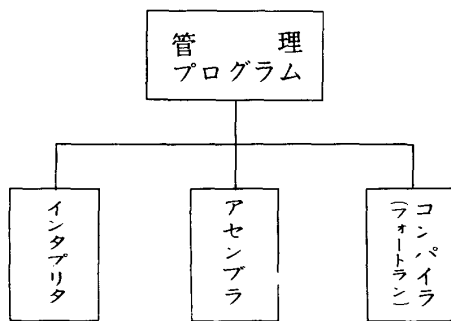 管理
プログラム
インタプリタ
アセンブラ
コンパイラ
(フォートラン)